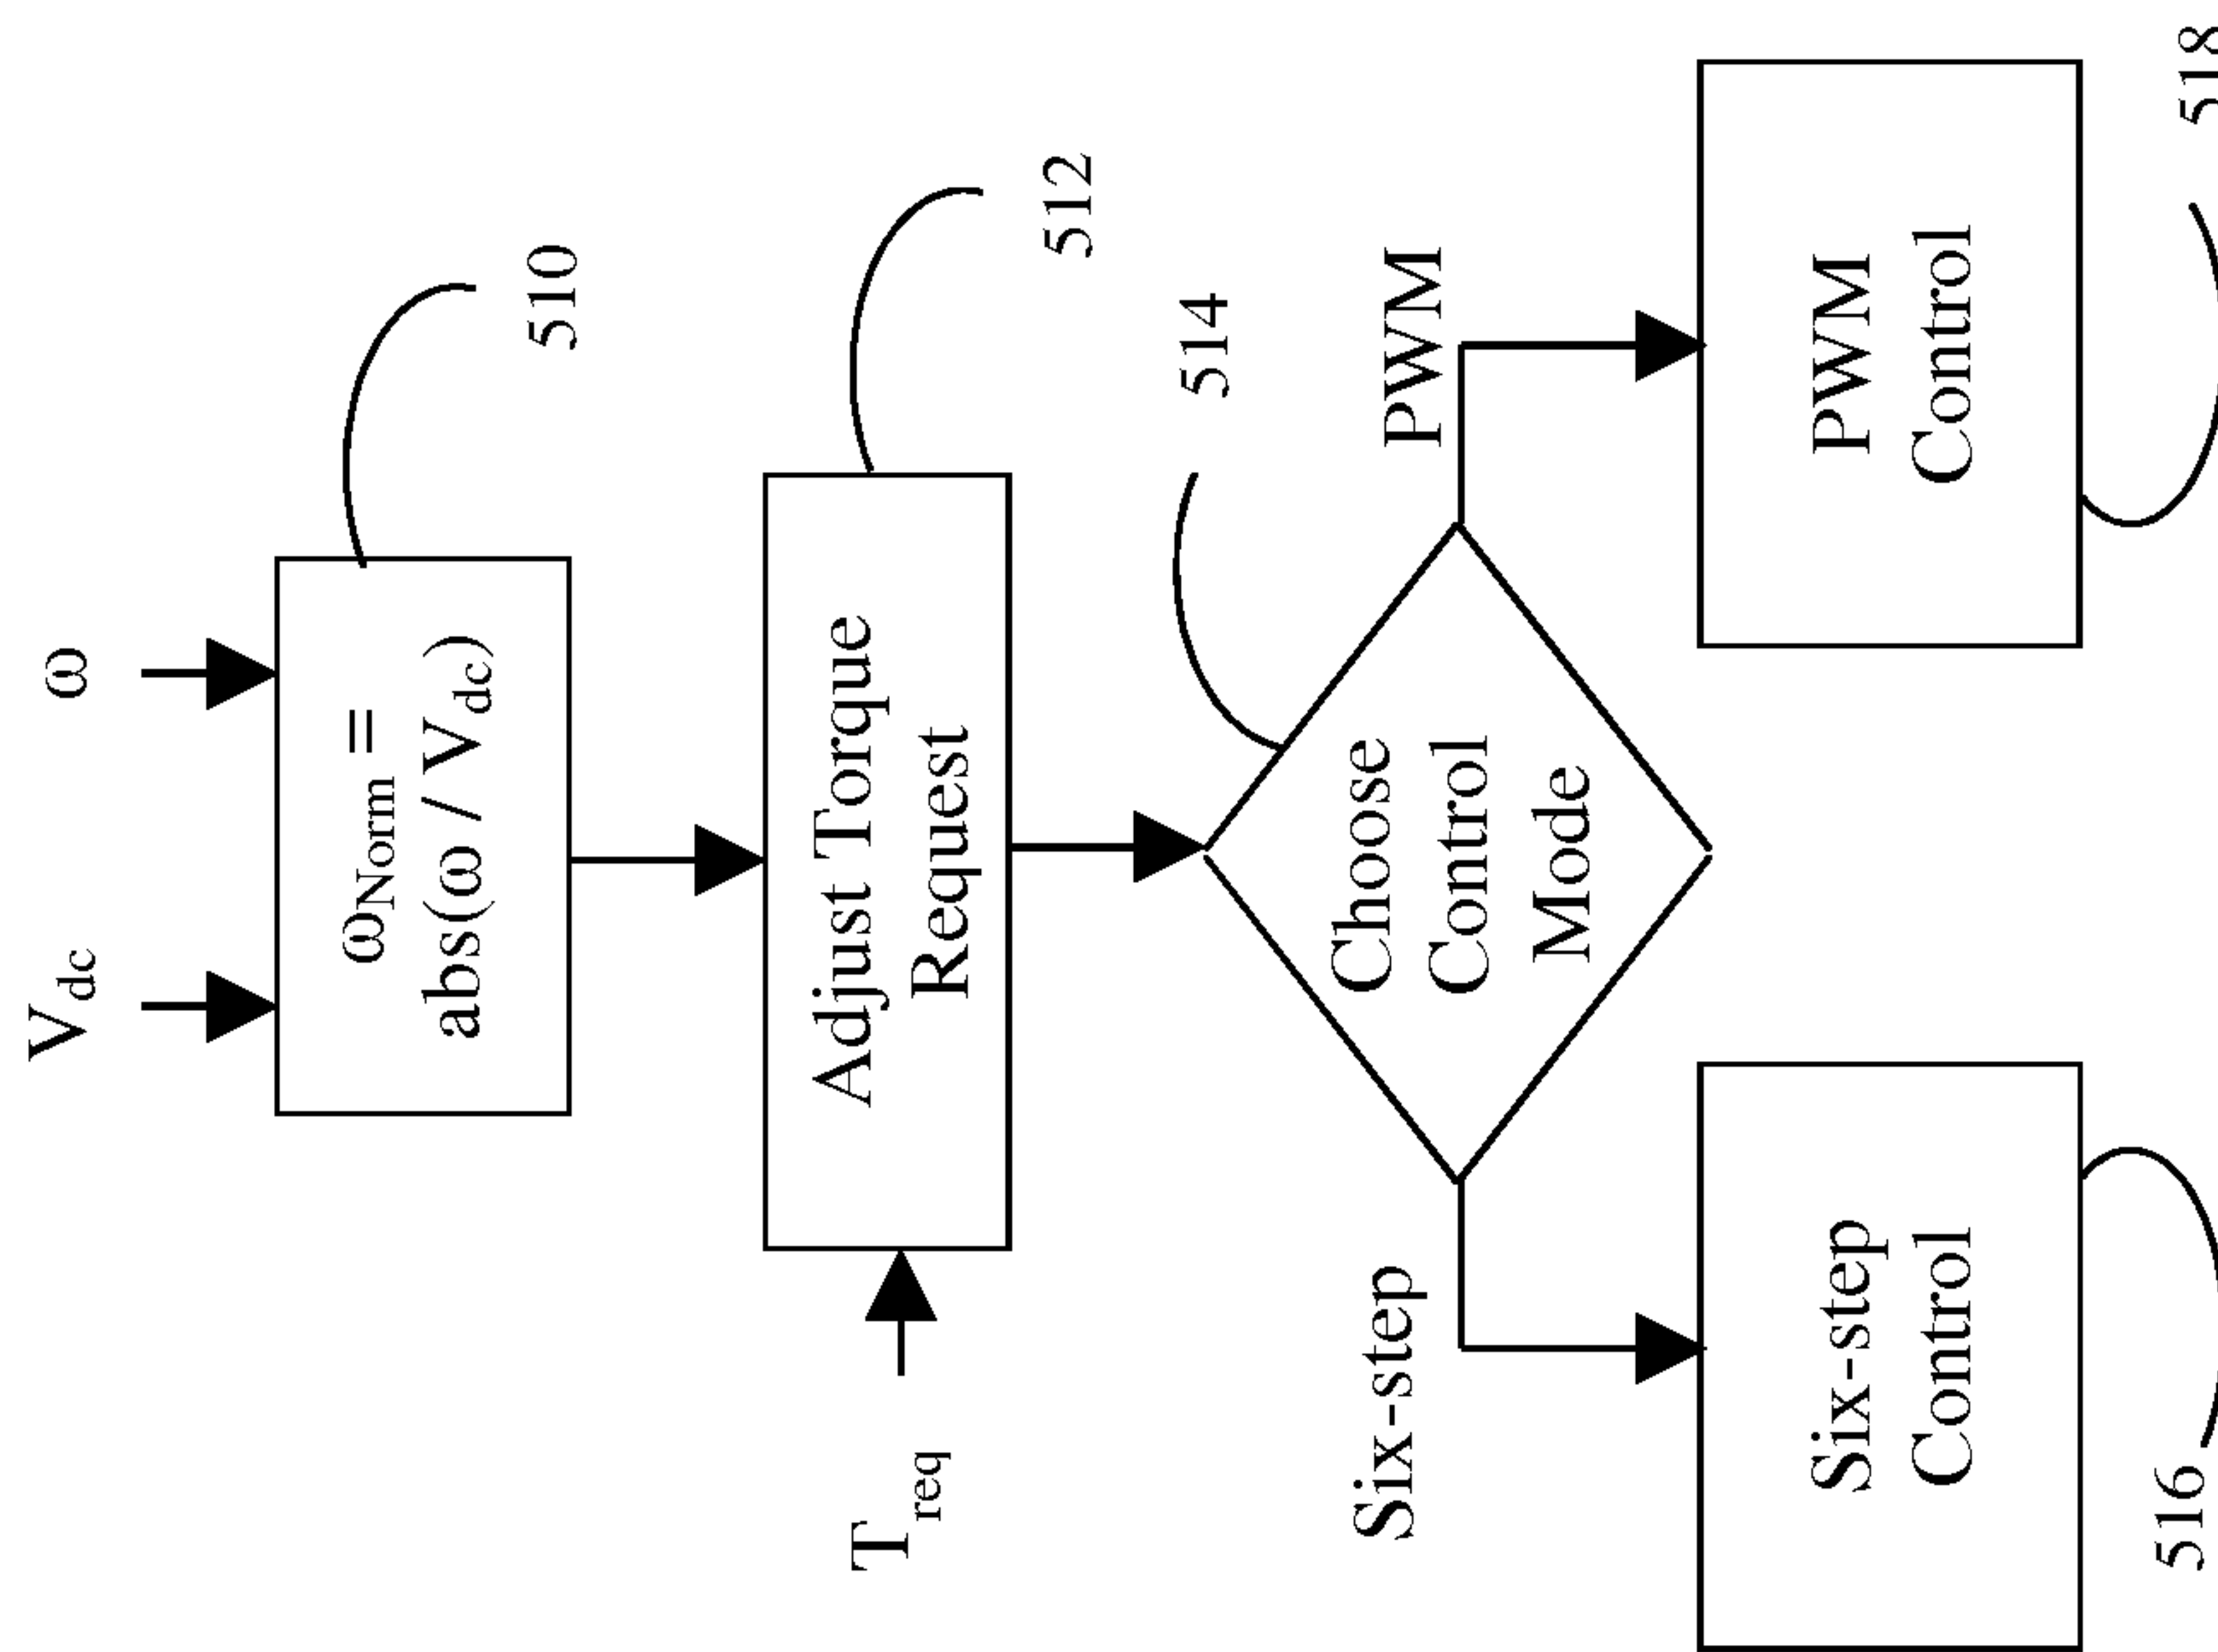 V_dc
ω
ω_Norm =
abs(ω / V_dc)
510
T_req
Adjust Torque
Request
512
514
Choose
Control
Mode
Six-step
PWM
Six-step
Control
PWM
Control
516
518